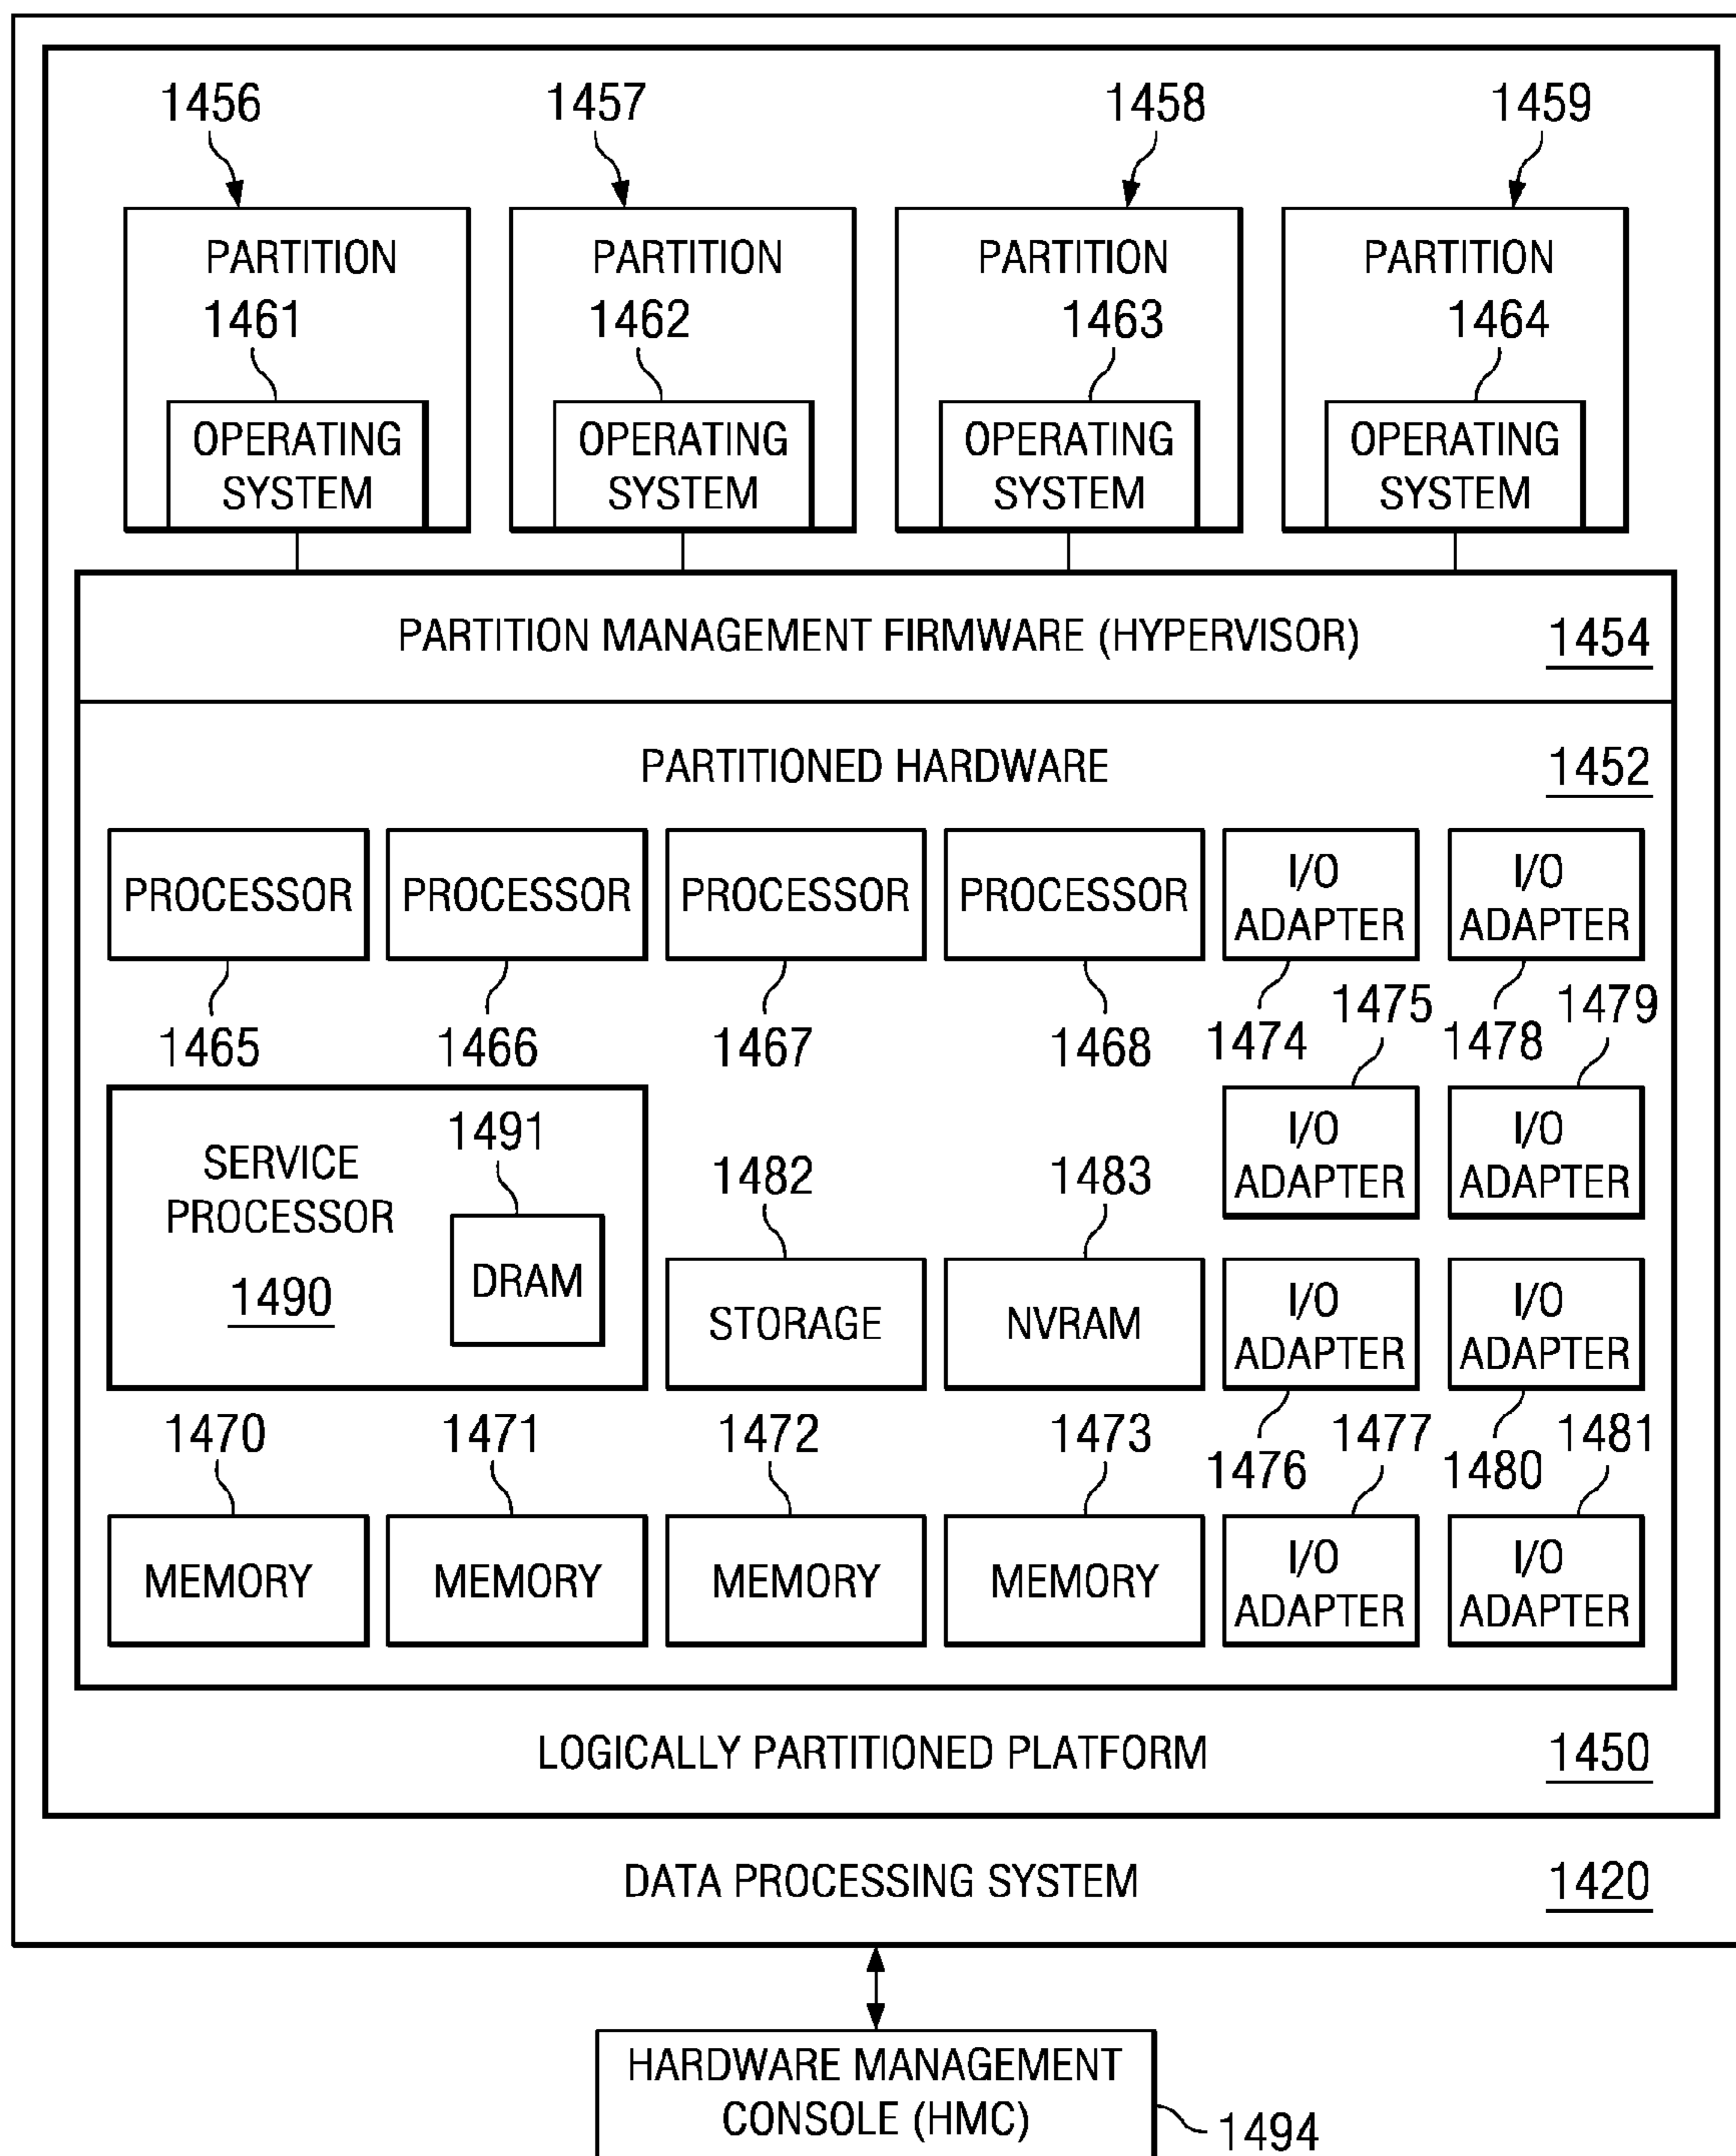 1456 1457 1458 1459
PARTITION PARTITION PARTITION PARTITION
1461 1462 1463 1464
OPERATING OPERATING OPERATING OPERATING
SYSTEM SYSTEM SYSTEM SYSTEM
PARTITION MANAGEMENT FIRMWARE (HYPERVISOR) 1454
PARTITIONED HARDWARE 1452
PROCESSOR PROCESSOR PROCESSOR PROCESSOR
I/O I/O
ADAPTER ADAPTER
1475 1479
1465 1466 1467 1468 1474 1478
1491
SERVICE
PROCESSOR
1490
DRAM
1482 1483
STORAGE NVRAM
I/O I/O
ADAPTER ADAPTER
I/O I/O
ADAPTER ADAPTER
1470 1471 1472 1473 1477 1481
1476 1480
MEMORY MEMORY MEMORY MEMORY
I/O I/O
ADAPTER ADAPTER
LOGICALLY PARTITIONED PLATFORM 1450
DATA PROCESSING SYSTEM 1420
HARDWARE MANAGEMENT
CONSOLE (HMC) 1494